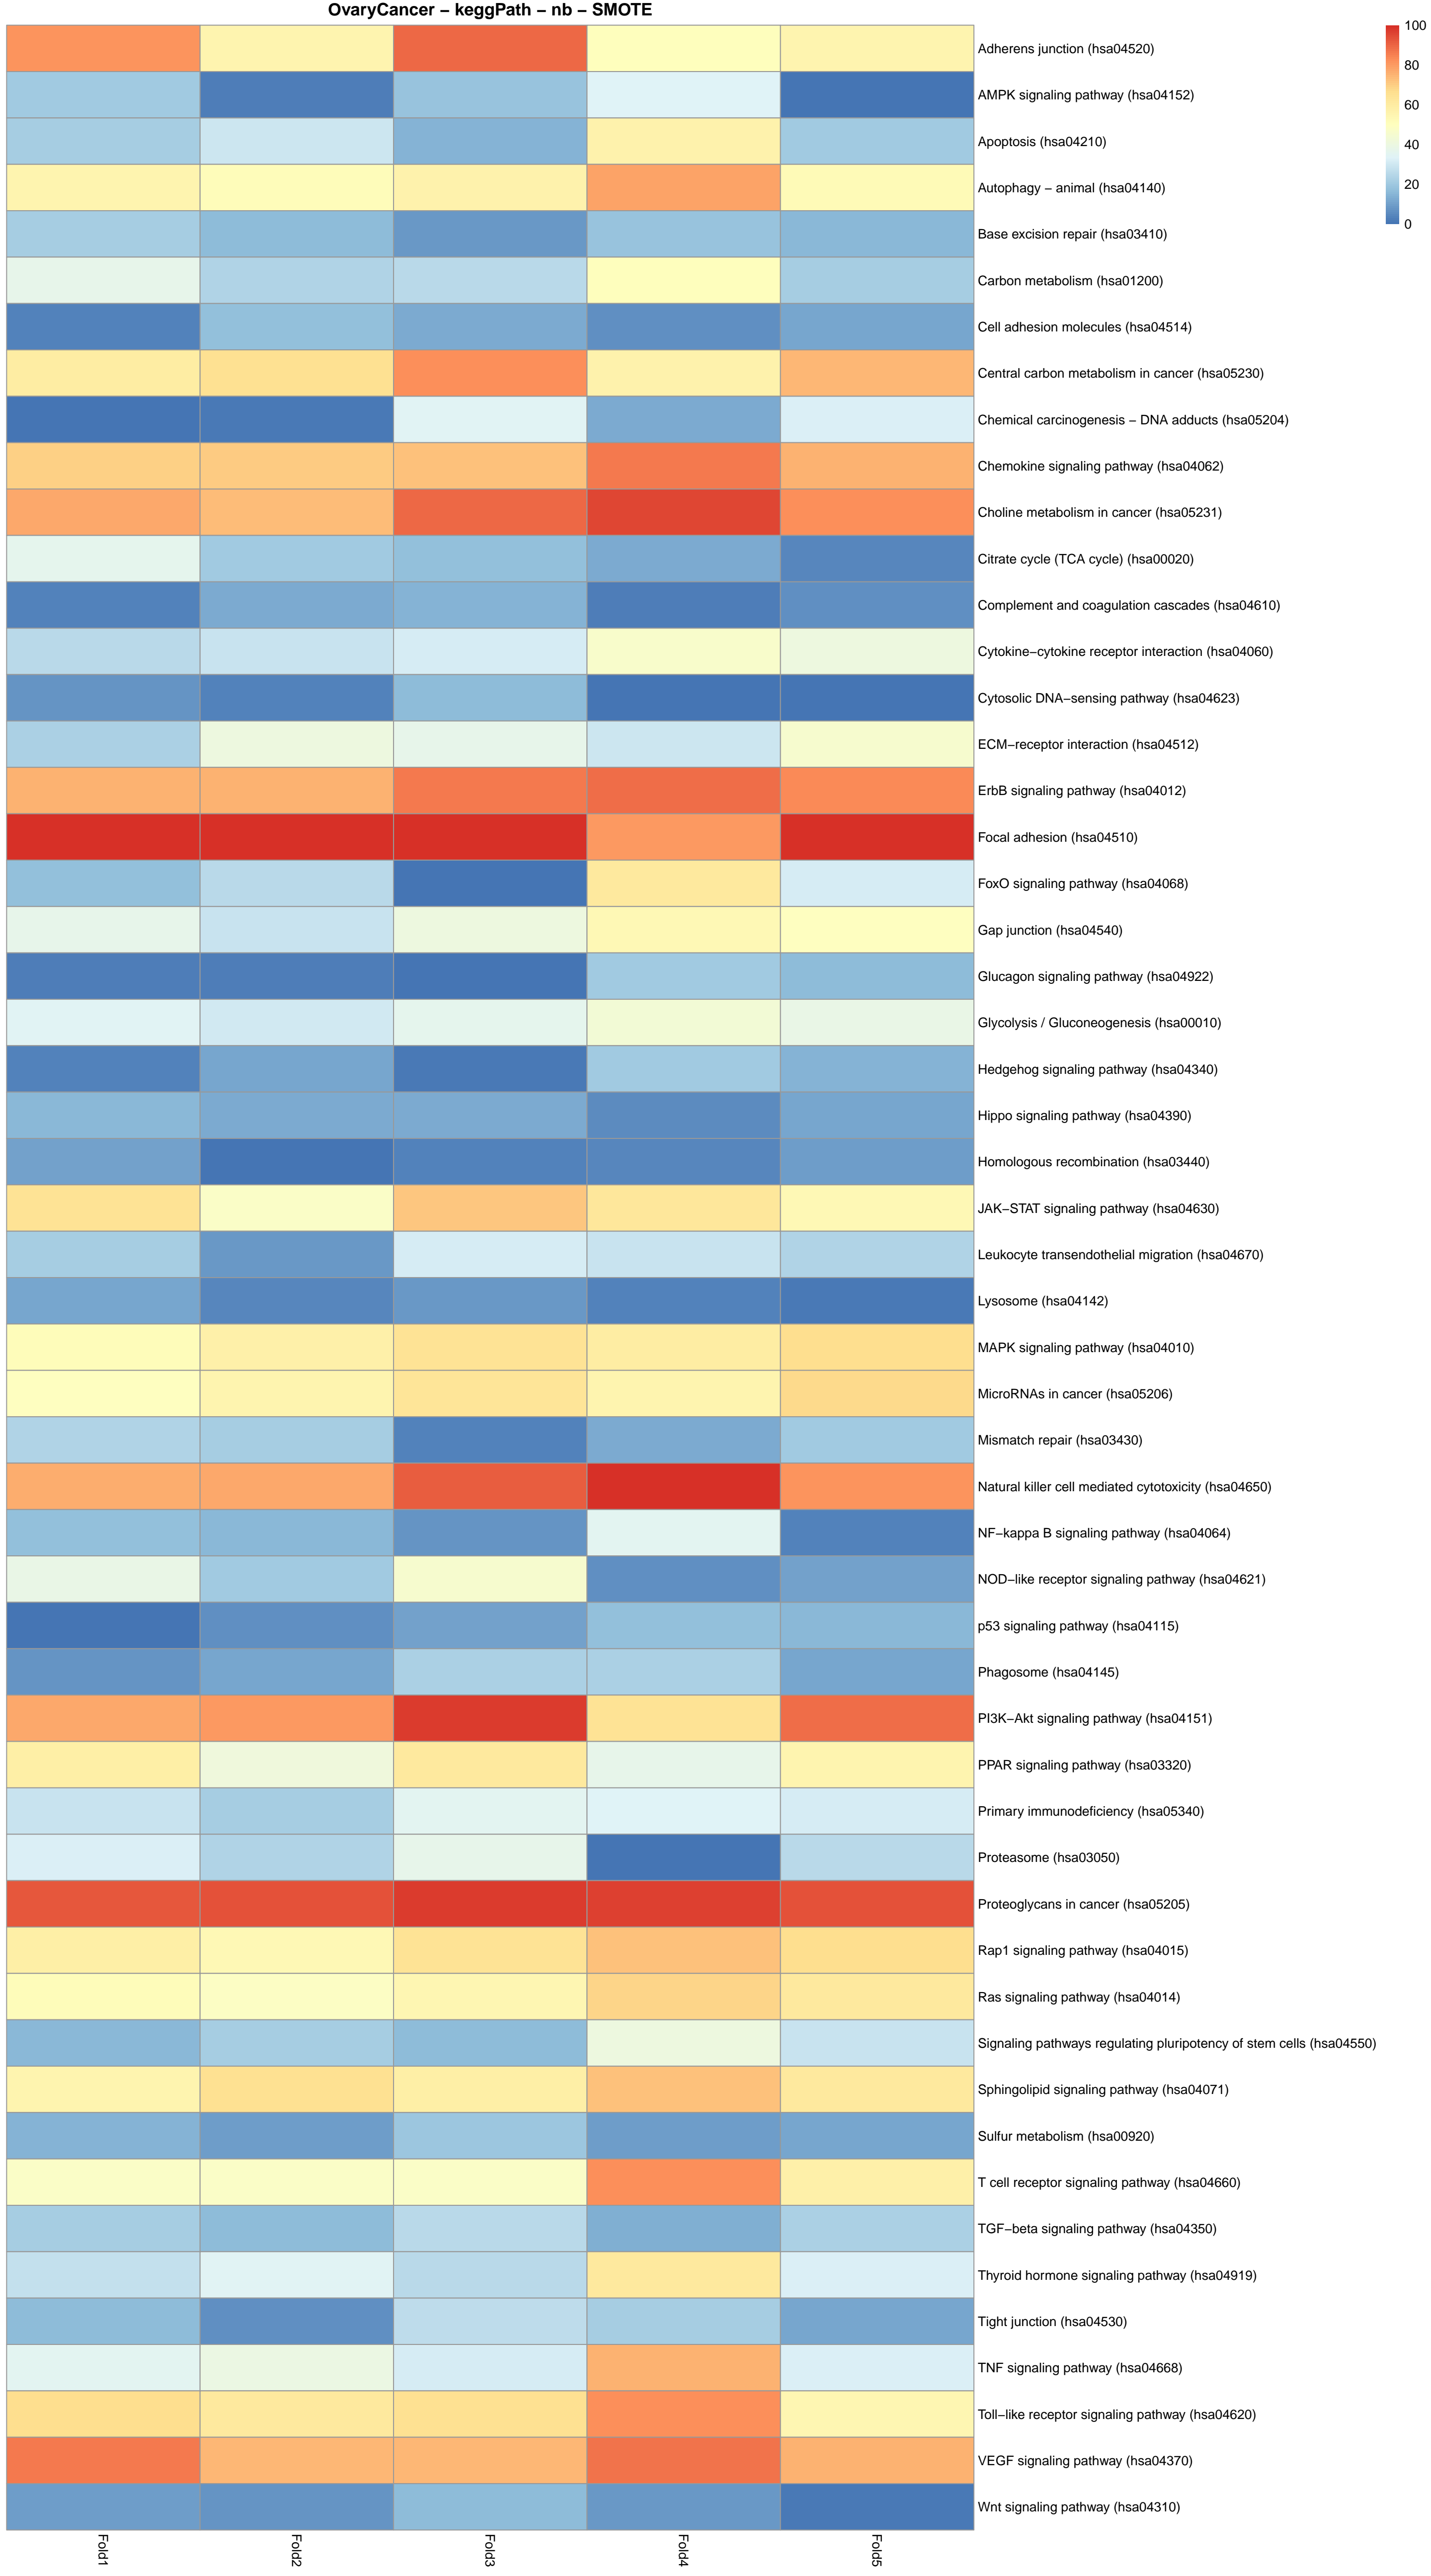 OvaryCancer – keggPath – nb – SMOTE
100
80
60
40
20
0
Adherens junction (hsa04520)
AMPK signaling pathway (hsa04152)
Apoptosis (hsa04210)
Autophagy – animal (hsa04140)
Base excision repair (hsa03410)
Carbon metabolism (hsa01200)
Cell adhesion molecules (hsa04514)
Central carbon metabolism in cancer (hsa05230)
Chemical carcinogenesis – DNA adducts (hsa05204)
Chemokine signaling pathway (hsa04062)
Choline metabolism in cancer (hsa05231)
Citrate cycle (TCA cycle) (hsa00020)
Complement and coagulation cascades (hsa04610)
Cytokine–cytokine receptor interaction (hsa04060)
Cytosolic DNA–sensing pathway (hsa04623)
ECM–receptor interaction (hsa04512)
ErbB signaling pathway (hsa04012)
Focal adhesion (hsa04510)
FoxO signaling pathway (hsa04068)
Gap junction (hsa04540)
Glucagon signaling pathway (hsa04922)
Glycolysis / Gluconeogenesis (hsa00010)
Hedgehog signaling pathway (hsa04340)
Hippo signaling pathway (hsa04390)
Homologous recombination (hsa03440)
JAK–STAT signaling pathway (hsa04630)
Leukocyte transendothelial migration (hsa04670)
Lysosome (hsa04142)
MAPK signaling pathway (hsa04010)
MicroRNAs in cancer (hsa05206)
Mismatch repair (hsa03430)
Natural killer cell mediated cytotoxicity (hsa04650)
NF–kappa B signaling pathway (hsa04064)
NOD–like receptor signaling pathway (hsa04621)
p53 signaling pathway (hsa04115)
Phagosome (hsa04145)
PI3K–Akt signaling pathway (hsa04151)
PPAR signaling pathway (hsa03320)
Primary immunodeficiency (hsa05340)
Proteasome (hsa03050)
Proteoglycans in cancer (hsa05205)
Rap1 signaling pathway (hsa04015)
Ras signaling pathway (hsa04014)
Signaling pathways regulating pluripotency of stem cells (hsa04550)
Sphingolipid signaling pathway (hsa04071)
Sulfur metabolism (hsa00920)
T cell receptor signaling pathway (hsa04660)
TGF–beta signaling pathway (hsa04350)
Thyroid hormone signaling pathway (hsa04919)
Tight junction (hsa04530)
TNF signaling pathway (hsa04668)
Toll–like receptor signaling pathway (hsa04620)
VEGF signaling pathway (hsa04370)
Wnt signaling pathway (hsa04310)
Fold1
Fold2
Fold3
Fold4
Fold5